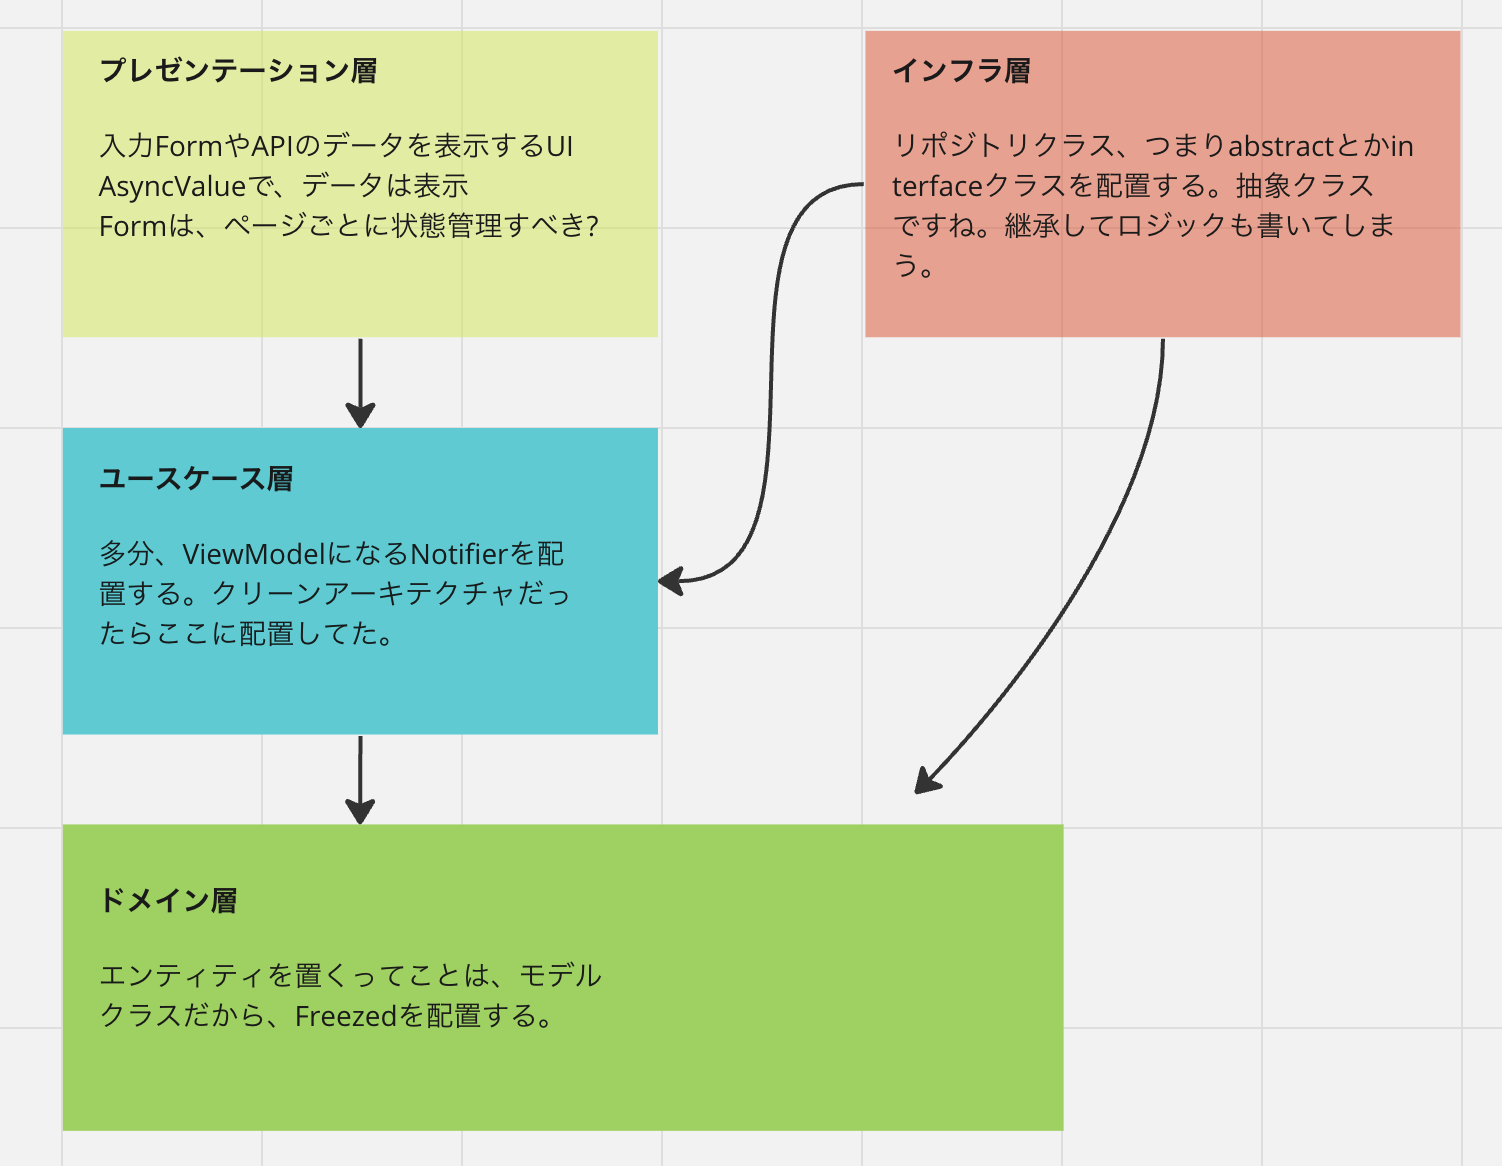 プレゼンテーション層
入力FormやAPIのデータを表示するUI
AsyncValueで、データは表示
Formは、ページごとに状態管理すべき?
インフラ層
リポジトリクラス、つまりabstractとかin
terfaceクラスを配置する。抽象クラス
ですね。継承してロジックも書いてしま
う。
ユースケース層
多分、ViewModelになるNotifierを配
置する。クリーンアーキテクチャだっ
たらここに配置してた。
ドメイン層
エンティティを置くってことは、モデル
クラスだから、Freezedを配置する。